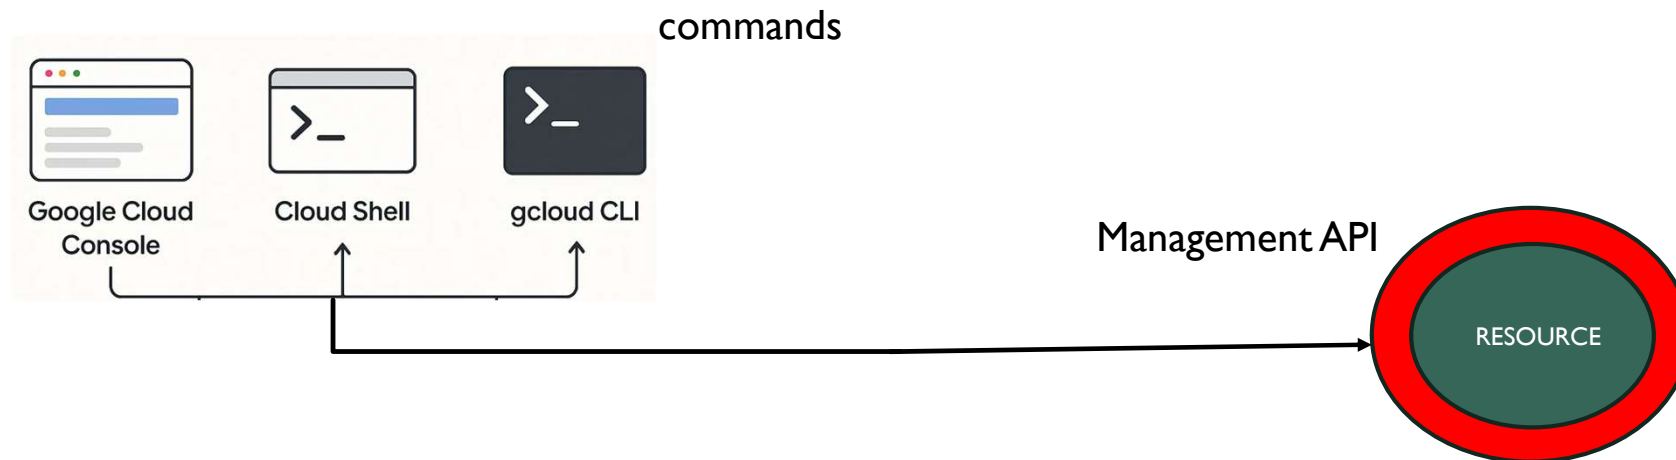 commands
>_
>_
Google Cloud
Console
Cloud Shell
gcloud CLI
Management API
RESOURCE